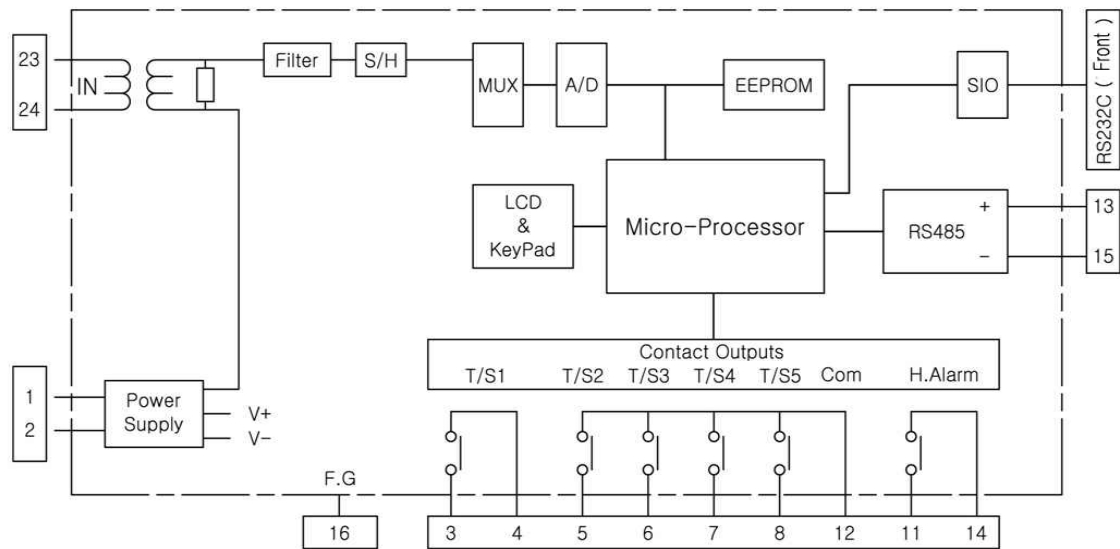 23
IN
24
Filter
S/H
MUX
A/D
EEPROM
SIO
RS232C ( Front )
LCD
&
KeyPad
Micro-Processor
RS485
+
−
13
15
Contact Outputs
T/S1 T/S2 T/S3 T/S4 T/S5 Com H.Alarm
1
2
Power
Supply
V+
V−
F.G
16
3 4 5 6 7 8 12 11 14